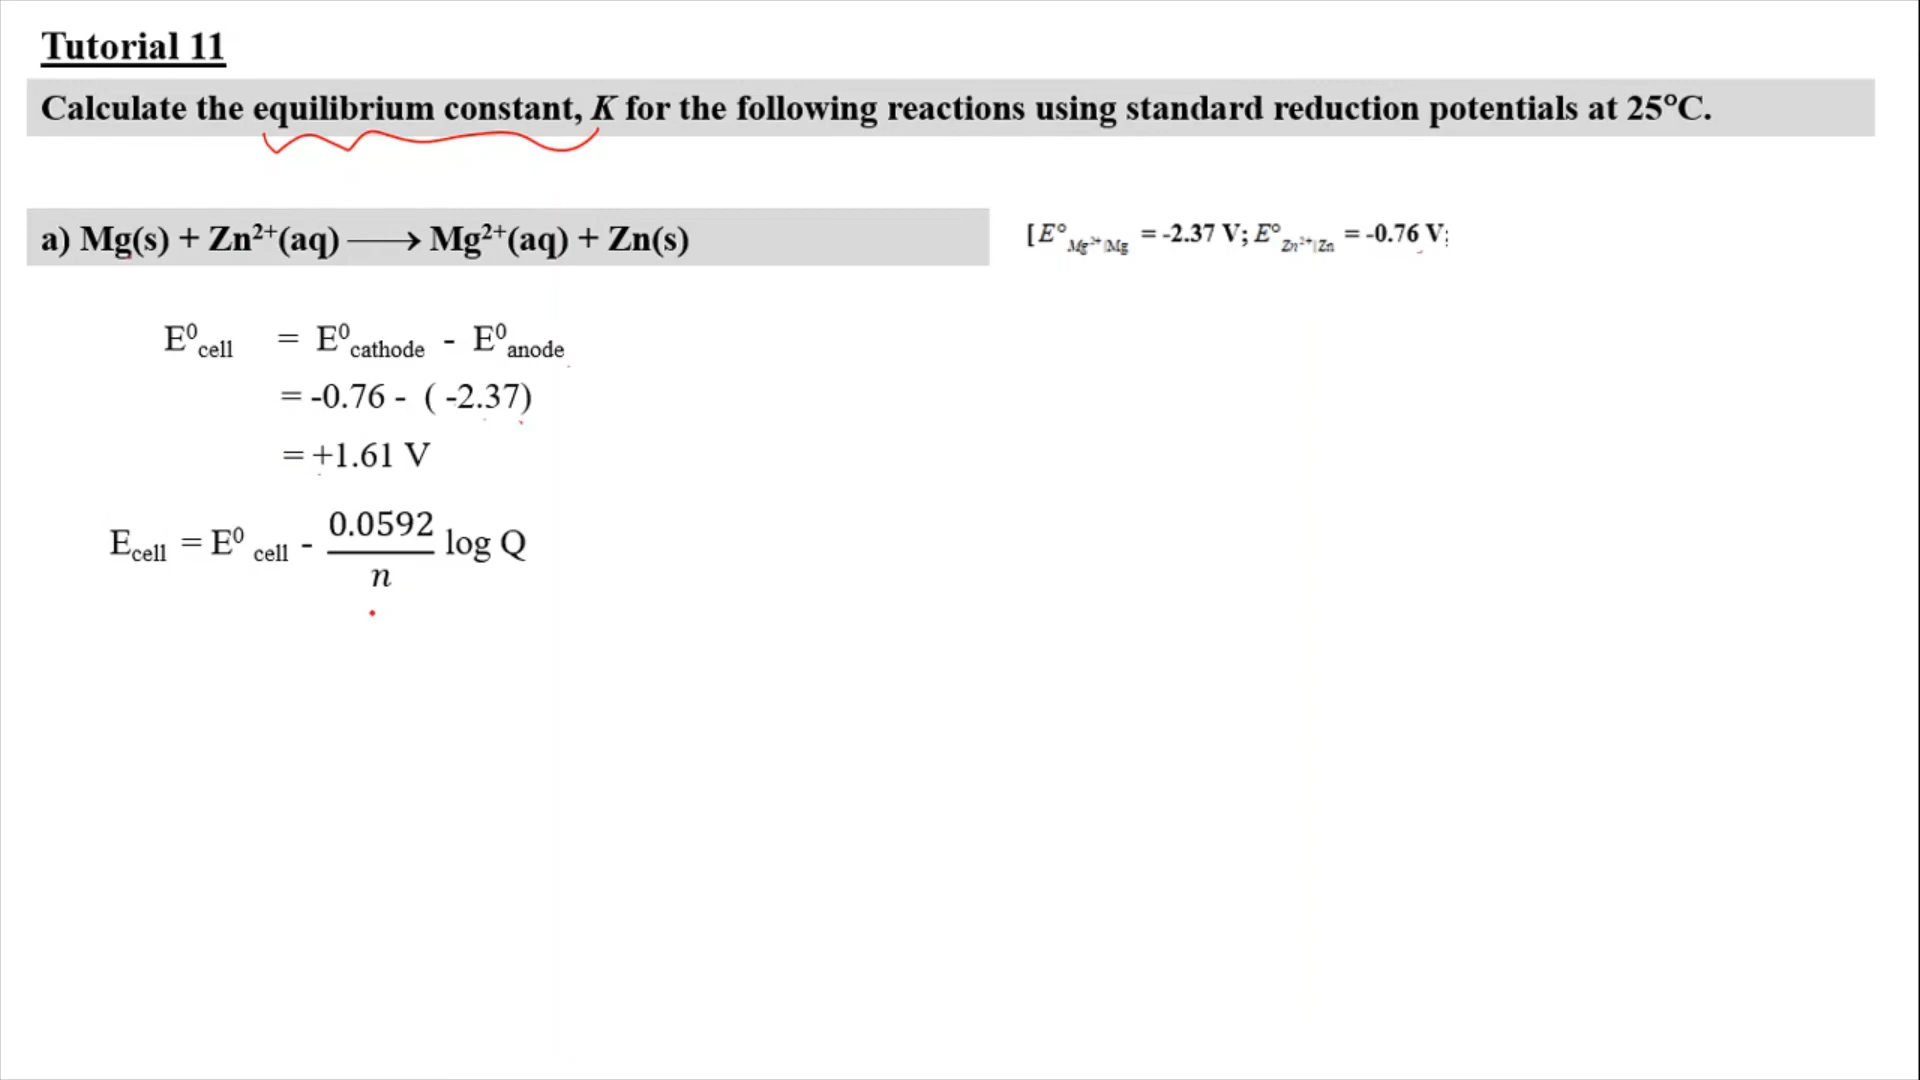 Tutorial 11
Calculate the equilibrium constant, K for the following reactions using standard reduction potentials at 25°C.
a) Mg(s) + Zn²⁺(aq) ⟶ Mg²⁺(aq) + Zn(s)
[E°Mg²⁺|Mg = -2.37 V; E°Zn²⁺|Zn = -0.76 V;
E⁰cell = E⁰cathode - E⁰anode
= -0.76 - ( -2.37)
= +1.61 V
Ecell = E⁰ cell - 0.0592/n log Q